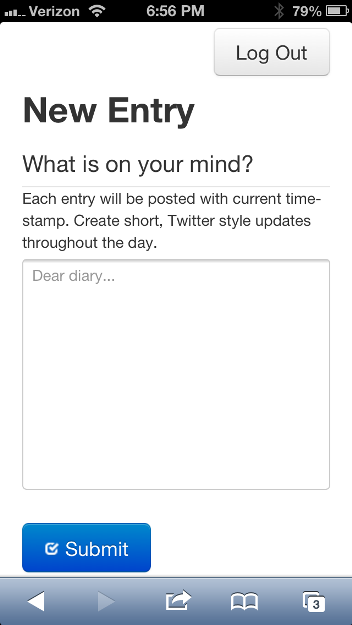 Verizon 6:56 PM 79%
Log Out
New Entry
What is on your mind?
Each entry will be posted with current time-
stamp. Create short, Twitter style updates
throughout the day.
Dear diary...
Submit
3